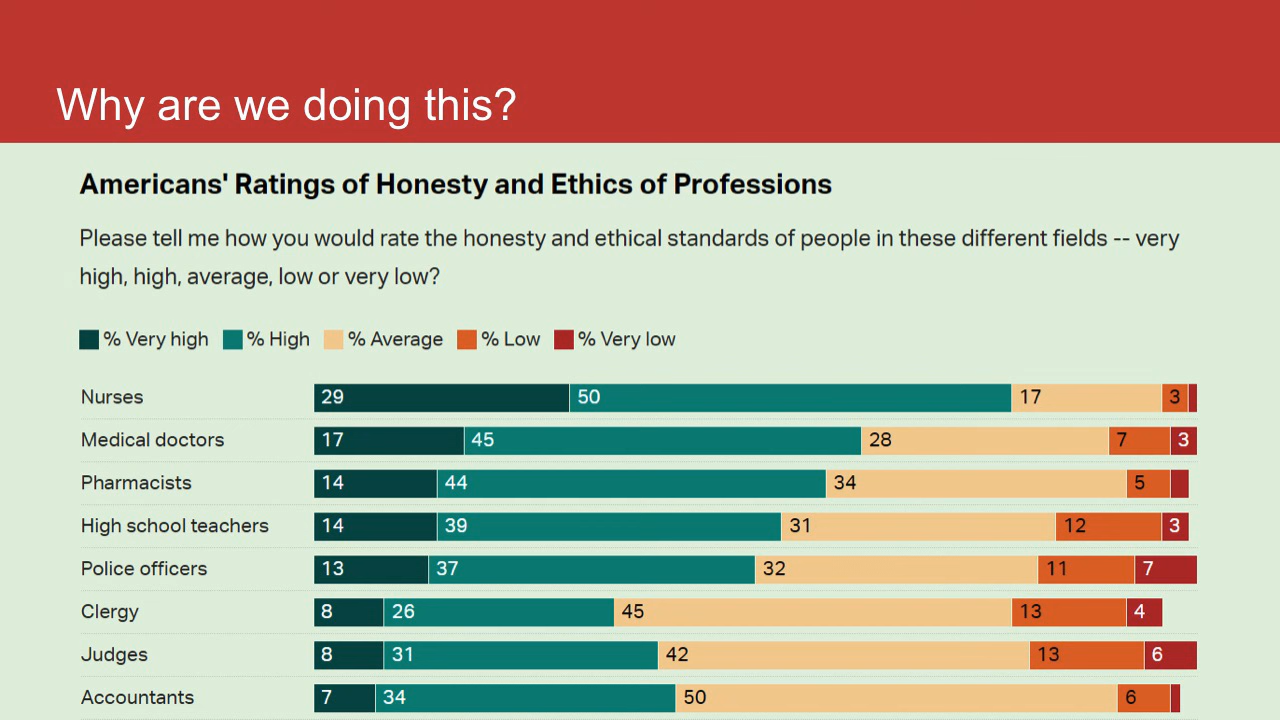 Why are we doing this?
Americans' Ratings of Honesty and Ethics of Professions
Please tell me how you would rate the honesty and ethical standards of people in these different fields -- very
high, high, average, low or very low?
% Very high % High % Average % Low % Very low
Nurses 29 50 17 3
Medical doctors 17 45 28 7 3
Pharmacists 14 44 34 5
High school teachers 14 39 31 12 3
Police officers 13 37 32 11 7
Clergy 8 26 45 13 4
Judges 8 31 42 13 6
Accountants 7 34 50 6